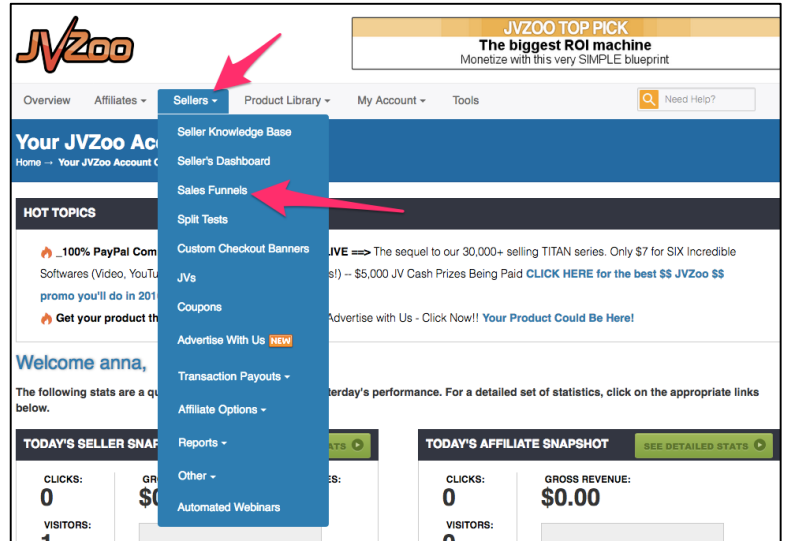 JVZoo
JVZOO TOP PICK
The biggest ROI machine
Monetize with this very SIMPLE blueprint
Overview Affiliates Sellers Product Library My Account Tools Need Help?
Seller Knowledge Base
Your JVZoo Acc
Home → Your JVZoo Account C
Seller's Dashboard
Sales Funnels
Split Tests
Custom Checkout Banners
JVs
Coupons
Advertise With Us NEW
Transaction Payouts
Affiliate Options
Reports
Other
Automated Webinars
HOT TOPICS
_100% PayPal Com IVE ==> The sequel to our 30,000+ selling TITAN series. Only $7 for SIX Incredible
Softwares (Video, YouTu s!) -- $5,000 JV Cash Prizes Being Paid CLICK HERE for the best $$ JVZoo $$
promo you'll do in 201
Get your product th Advertise with Us - Click Now!! Your Product Could Be Here!
Welcome anna,
The following stats are a qu terday's performance. For a detailed set of statistics, click on the appropriate links
below.
TODAY'S SELLER SNAP ATS
CLICKS: GR ES:
0 $0
VISITORS:
1
TODAY'S AFFILIATE SNAPSHOT SEE DETAILED STATS
CLICKS: GROSS REVENUE:
0 $0.00
VISITORS:
0